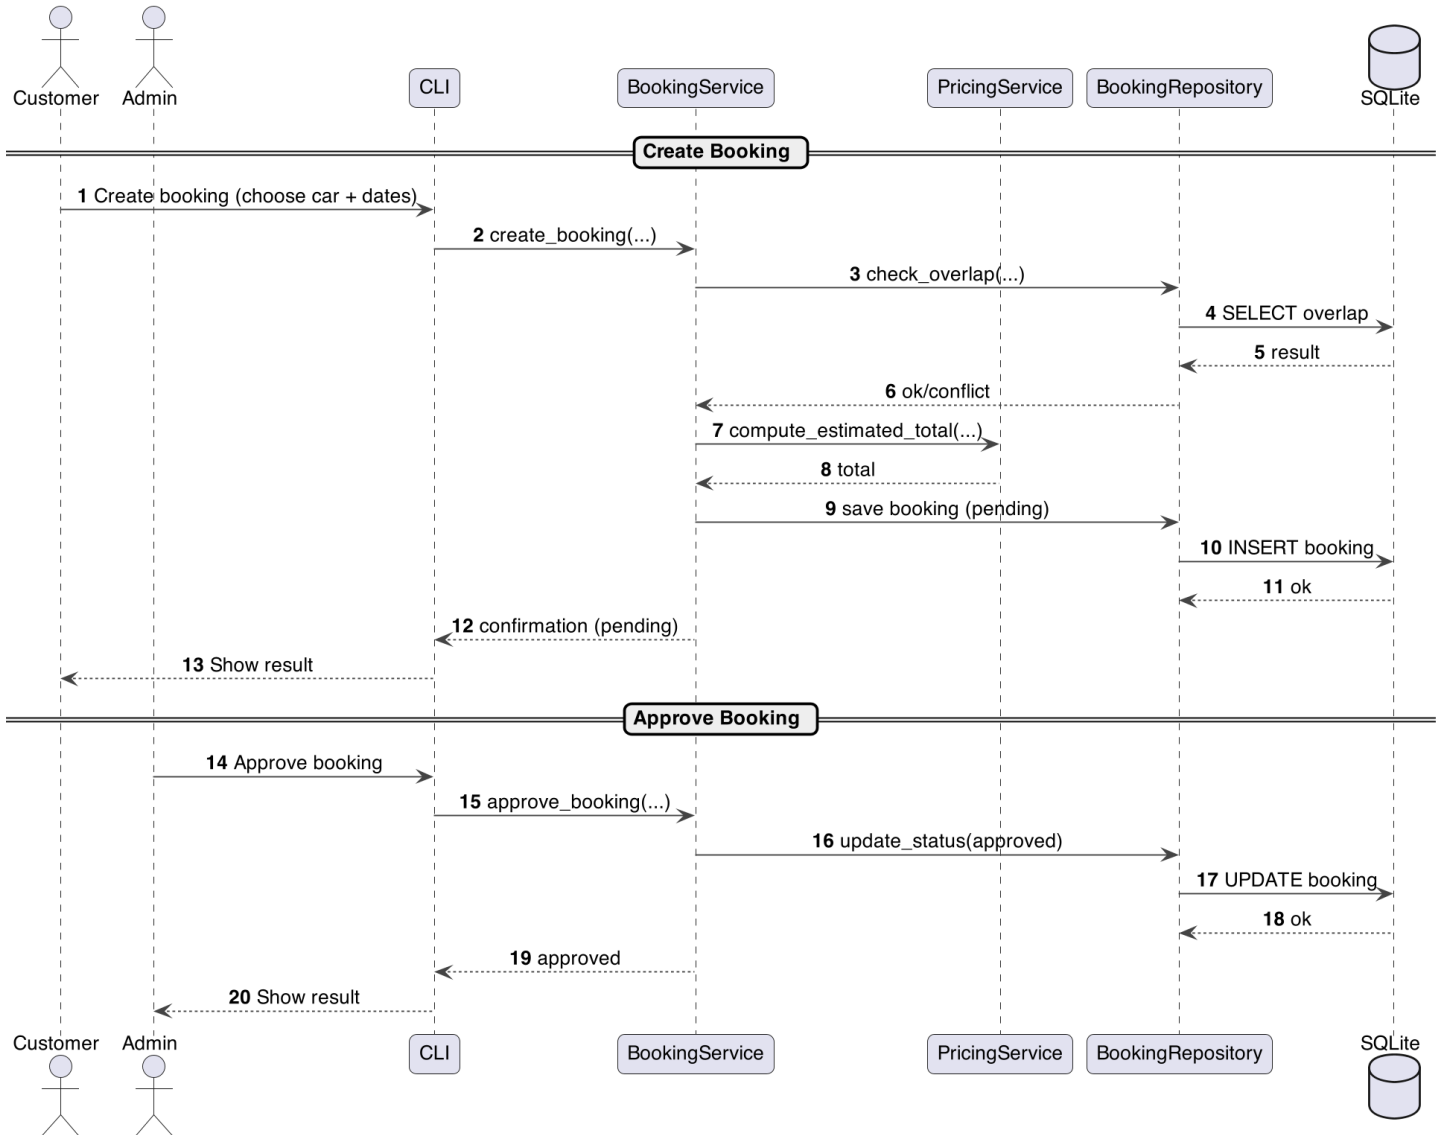 Customer
Admin
CLI
BookingService
PricingService
BookingRepository
SQLite
Create Booking
1 Create booking (choose car + dates)
2 create_booking(...)
3 check_overlap(...)
4 SELECT overlap
5 result
6 ok/conflict
7 compute_estimated_total(...)
8 total
9 save booking (pending)
10 INSERT booking
11 ok
12 confirmation (pending)
13 Show result
Approve Booking
14 Approve booking
15 approve_booking(...)
16 update_status(approved)
17 UPDATE booking
18 ok
19 approved
20 Show result
Customer
Admin
CLI
BookingService
PricingService
BookingRepository
SQLite